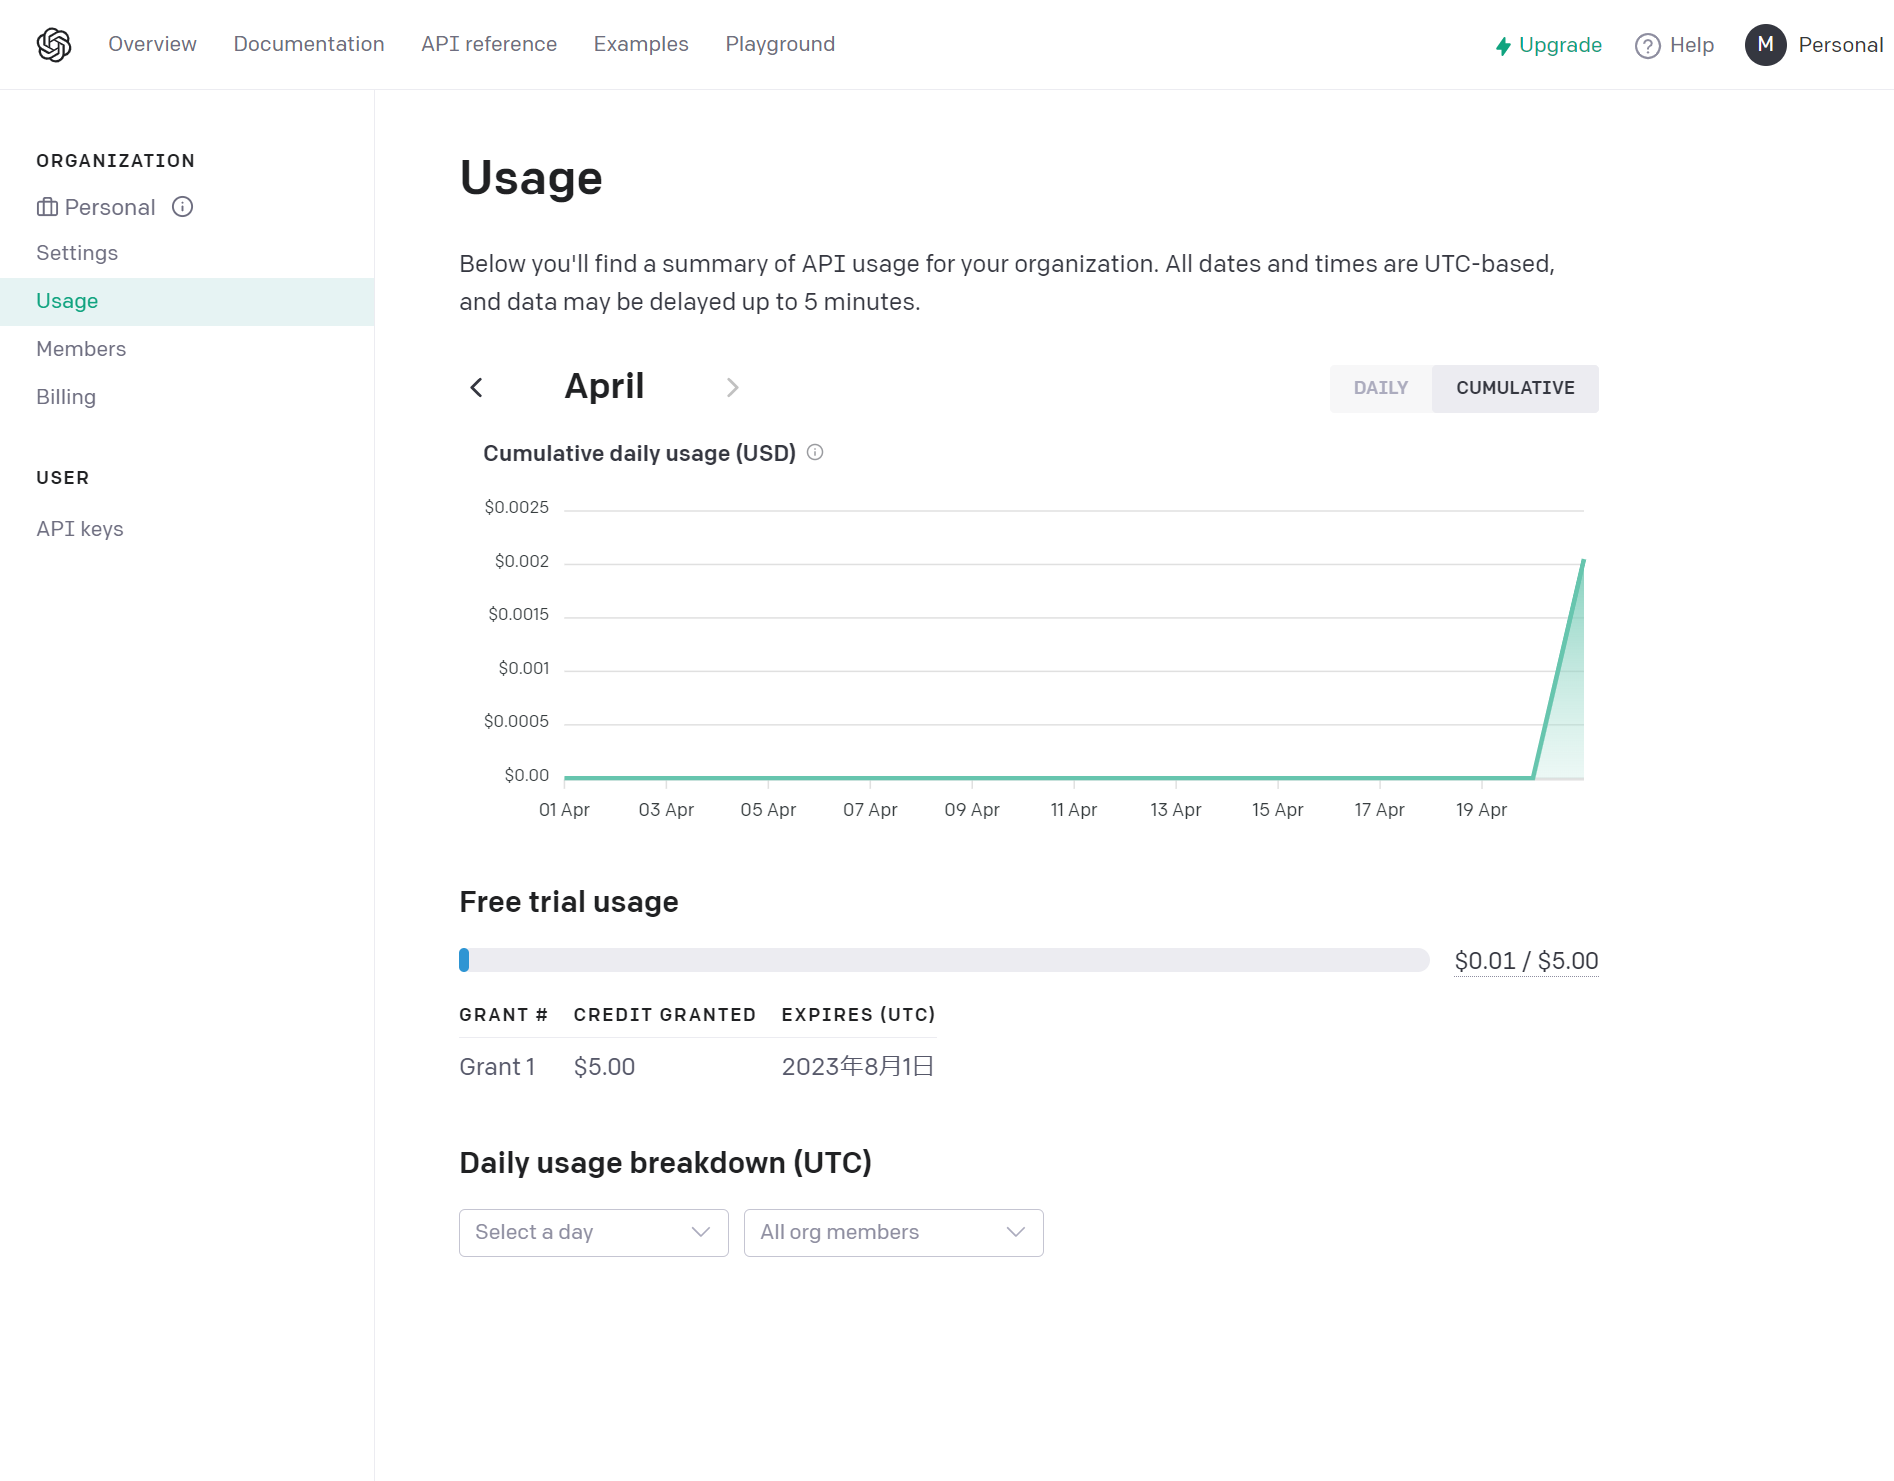 Overview Documentation API reference Examples Playground Upgrade Help M Personal
ORGANIZATION
Personal
Settings
Usage
Members
Billing
USER
API keys
Usage
Below you'll find a summary of API usage for your organization. All dates and times are UTC-based,
and data may be delayed up to 5 minutes.
April
DAILY CUMULATIVE
Cumulative daily usage (USD)
$0.0025
$0.002
$0.0015
$0.001
$0.0005
$0.00
01 Apr 03 Apr 05 Apr 07 Apr 09 Apr 11 Apr 13 Apr 15 Apr 17 Apr 19 Apr
Free trial usage
$0.01 / $5.00
GRANT # CREDIT GRANTED EXPIRES (UTC)
Grant 1 $5.00 2023年8月1日
Daily usage breakdown (UTC)
Select a day All org members